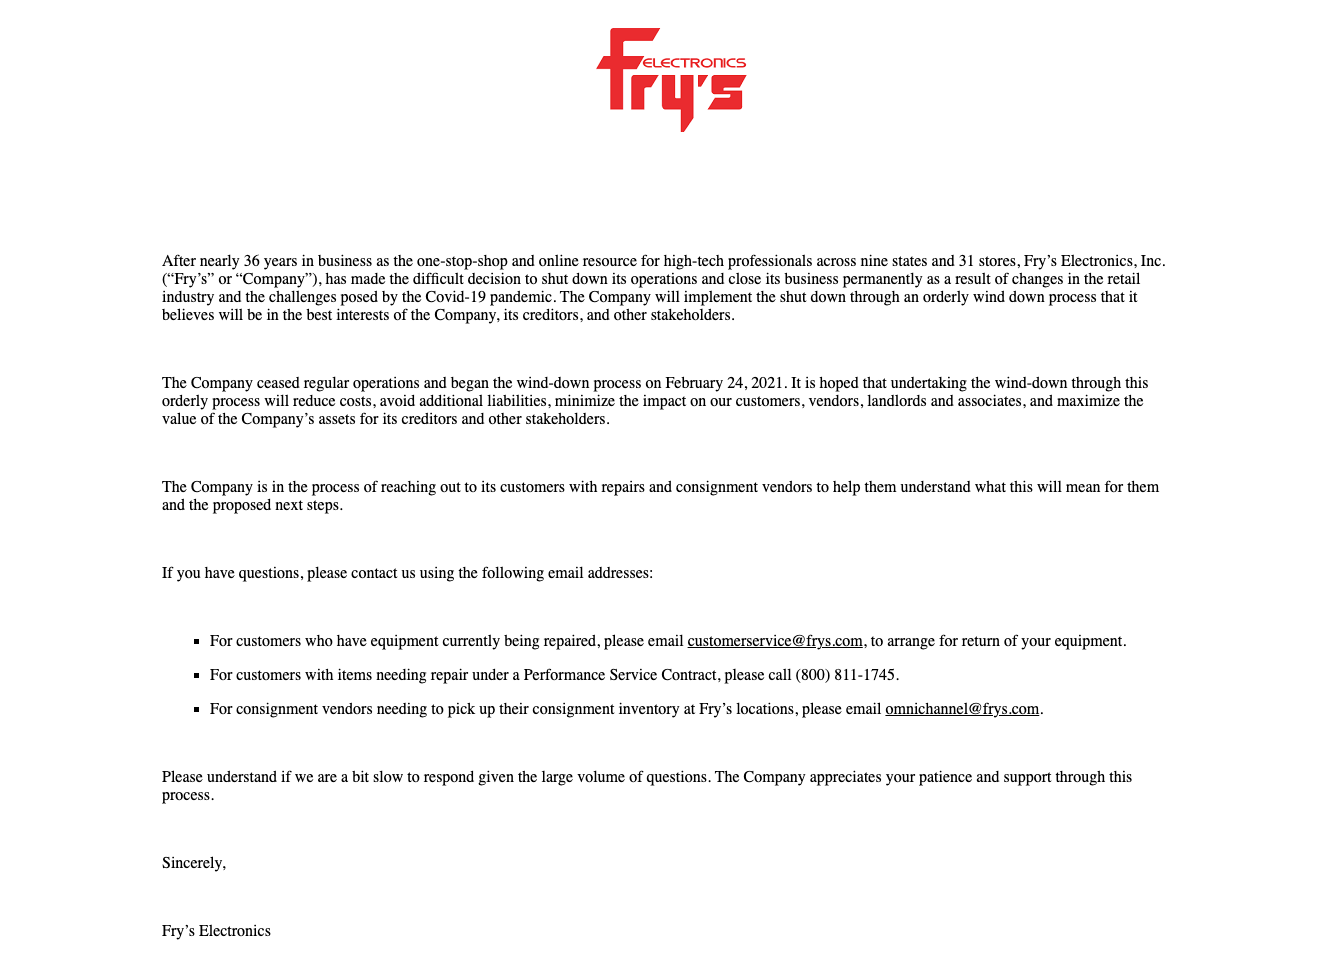 Fry's ELECTRONICS
After nearly 36 years in business as the one-stop-shop and online resource for high-tech professionals across nine states and 31 stores, Fry’s Electronics, Inc.
(“Fry’s” or “Company”), has made the difficult decision to shut down its operations and close its business permanently as a result of changes in the retail
industry and the challenges posed by the Covid-19 pandemic. The Company will implement the shut down through an orderly wind down process that it
believes will be in the best interests of the Company, its creditors, and other stakeholders.
The Company ceased regular operations and began the wind-down process on February 24, 2021. It is hoped that undertaking the wind-down through this
orderly process will reduce costs, avoid additional liabilities, minimize the impact on our customers, vendors, landlords and associates, and maximize the
value of the Company’s assets for its creditors and other stakeholders.
The Company is in the process of reaching out to its customers with repairs and consignment vendors to help them understand what this will mean for them
and the proposed next steps.
If you have questions, please contact us using the following email addresses:
▪ For customers who have equipment currently being repaired, please email customerservice@frys.com, to arrange for return of your equipment.
▪ For customers with items needing repair under a Performance Service Contract, please call (800) 811-1745.
▪ For consignment vendors needing to pick up their consignment inventory at Fry’s locations, please email omnichannel@frys.com.
Please understand if we are a bit slow to respond given the large volume of questions. The Company appreciates your patience and support through this
process.
Sincerely,
Fry’s Electronics